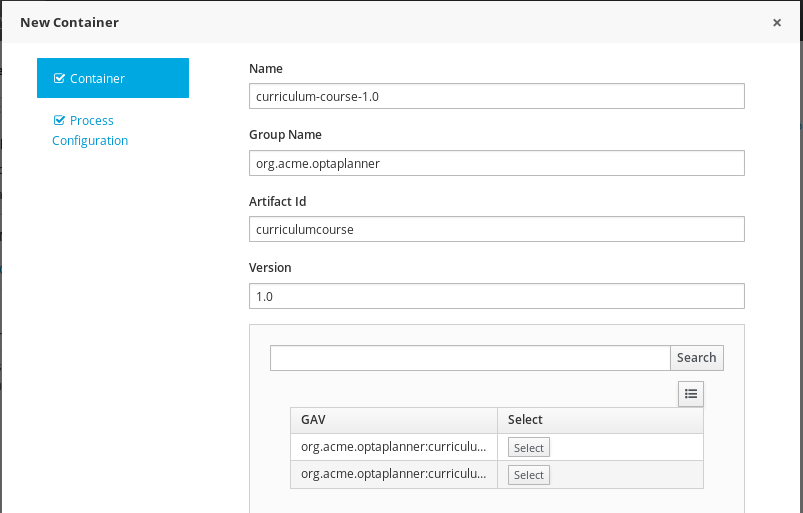 New Container ×
Container
Process
Configuration
Name
curriculum-course-1.0
Group Name
org.acme.optaplanner
Artifact Id
curriculumcourse
Version
1.0
Search
GAV Select
org.acme.optaplanner:curriculu... Select
org.acme.optaplanner:curriculu... Select